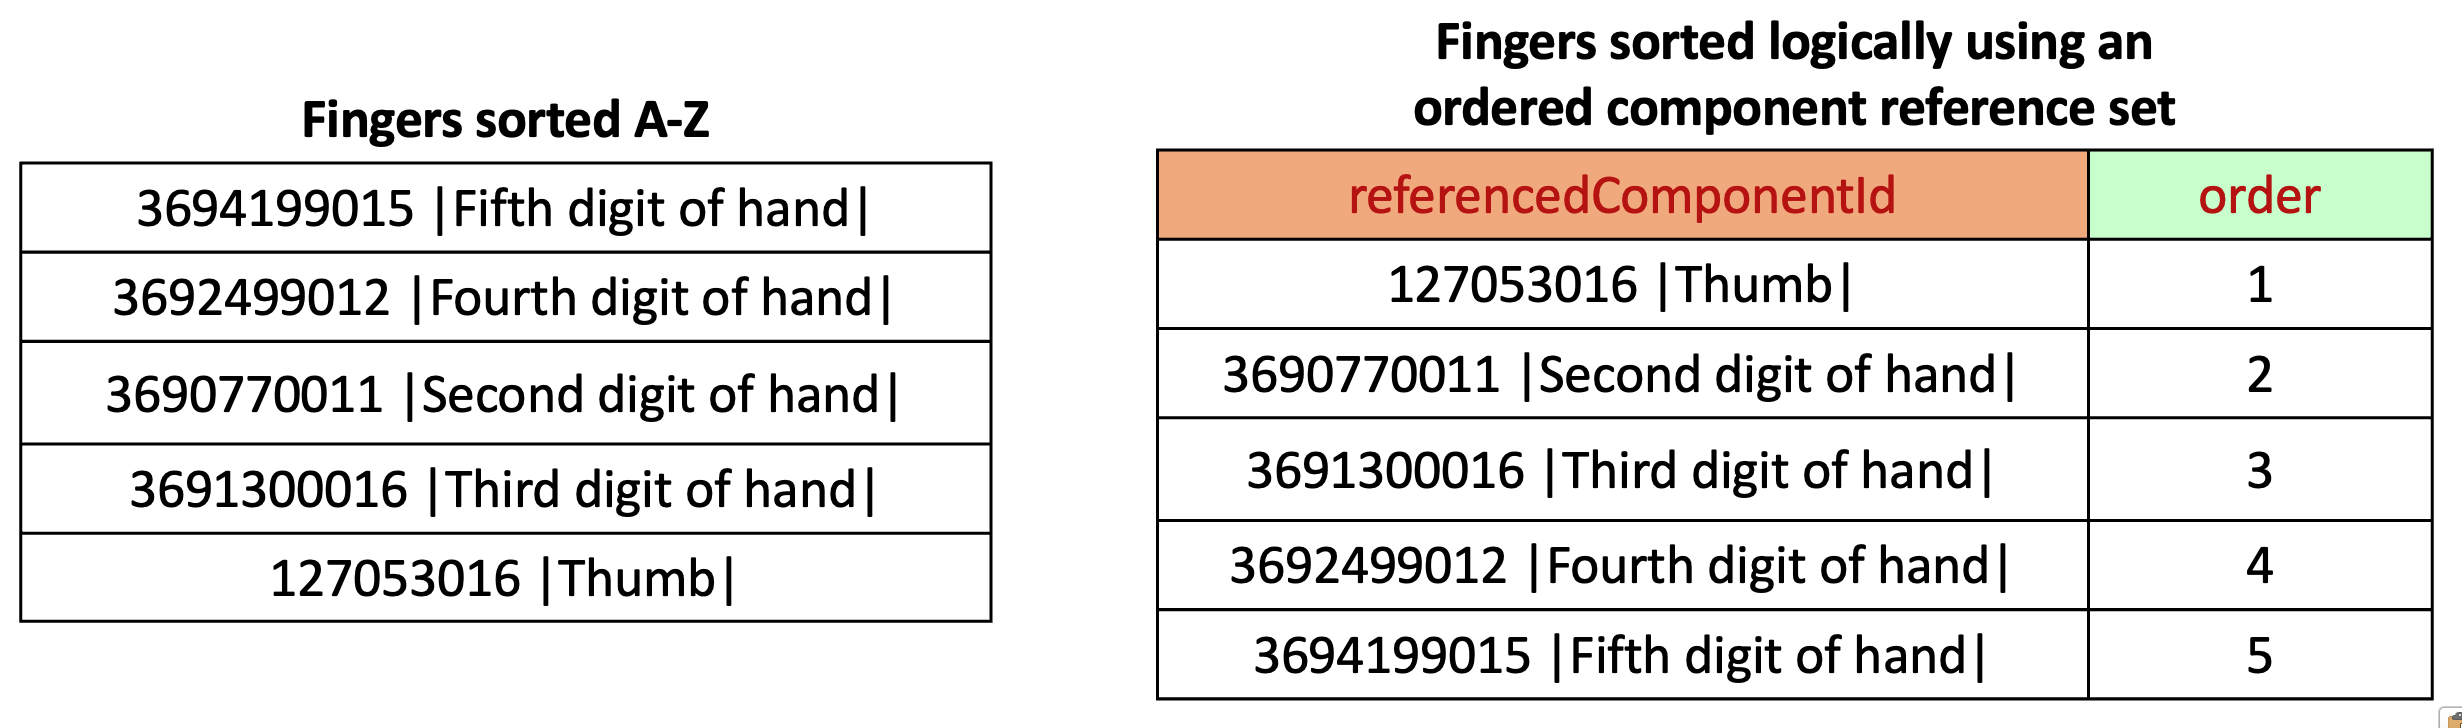 Fingers sorted A-Z
3694199015 |Fifth digit of hand|
3692499012 |Fourth digit of hand|
3690770011 |Second digit of hand|
3691300016 |Third digit of hand|
127053016 |Thumb|
Fingers sorted logically using an
ordered component reference set
referencedComponentId order
127053016 |Thumb| 1
3690770011 |Second digit of hand| 2
3691300016 |Third digit of hand| 3
3692499012 |Fourth digit of hand| 4
3694199015 |Fifth digit of hand| 5